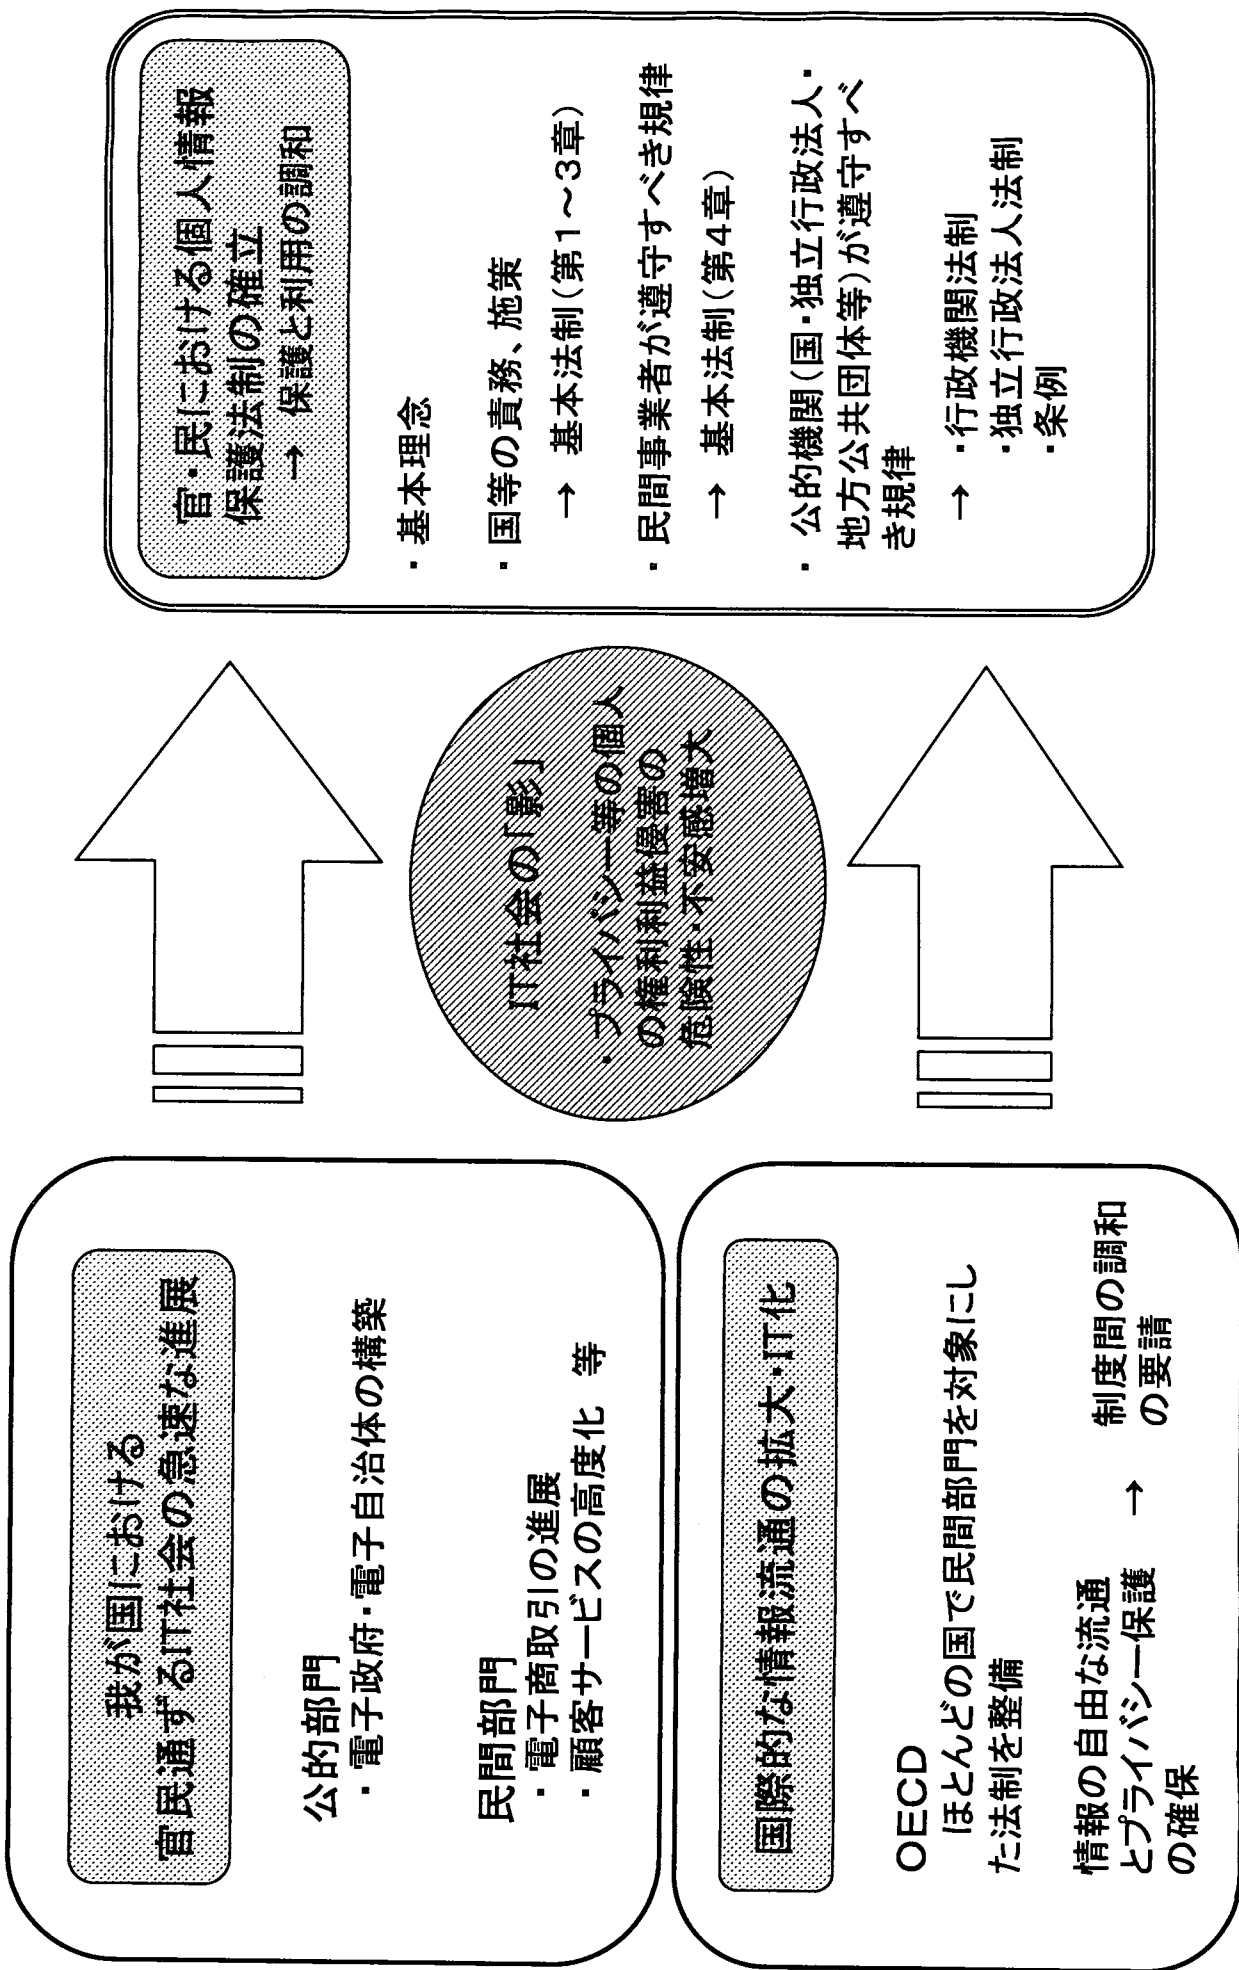 我が国における
官民通ずるIT社会の急速な進展
公的部門
・電子政府・電子自治体の構築
民間部門
・電子商取引の進展
・顧客サービスの高度化 等
国際的な情報流通の拡大・IT化
OECD
ほとんどの国で民間部門を対象にし
た法制を整備
情報の自由な流通
とプライバシー保護
の確保
→
制度間の調和
の要請
IT社会の「影」
・プライバシー等の個人
の権利利益侵害の
危険性・不安感増大
官・民における個人情報
保護法制の確立
→ 保護と利用の調和
・基本理念
・国等の責務、施策
→ 基本法制(第1～3章)
・民間事業者が遵守すべき規律
→ 基本法制(第4章)
・公的機関(国・独立行政法人・
地方公共団体等)が遵守すべ
き規律
→ ・行政機関法制
・独立行政法人法制
・条例